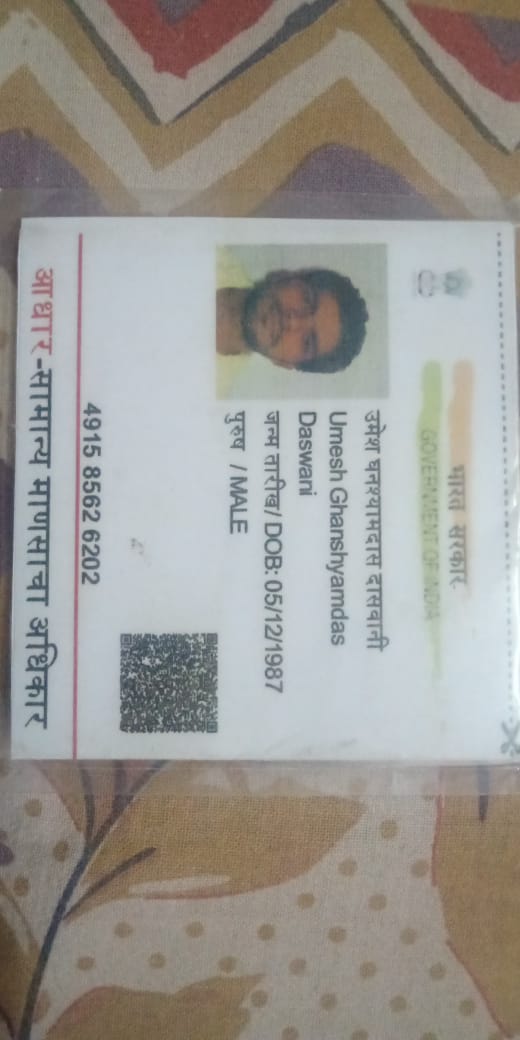 भारत सरकार
GOVERNMENT OF INDIA
उमेश घनश्यामदास दासवानी
Umesh Ghanshyamdas
Daswani
जन्म तारीख/ DOB: 05/12/1987
पुरुष / MALE
4915 8562 6202
आधार-सामान्य माणसाचा अधिकार